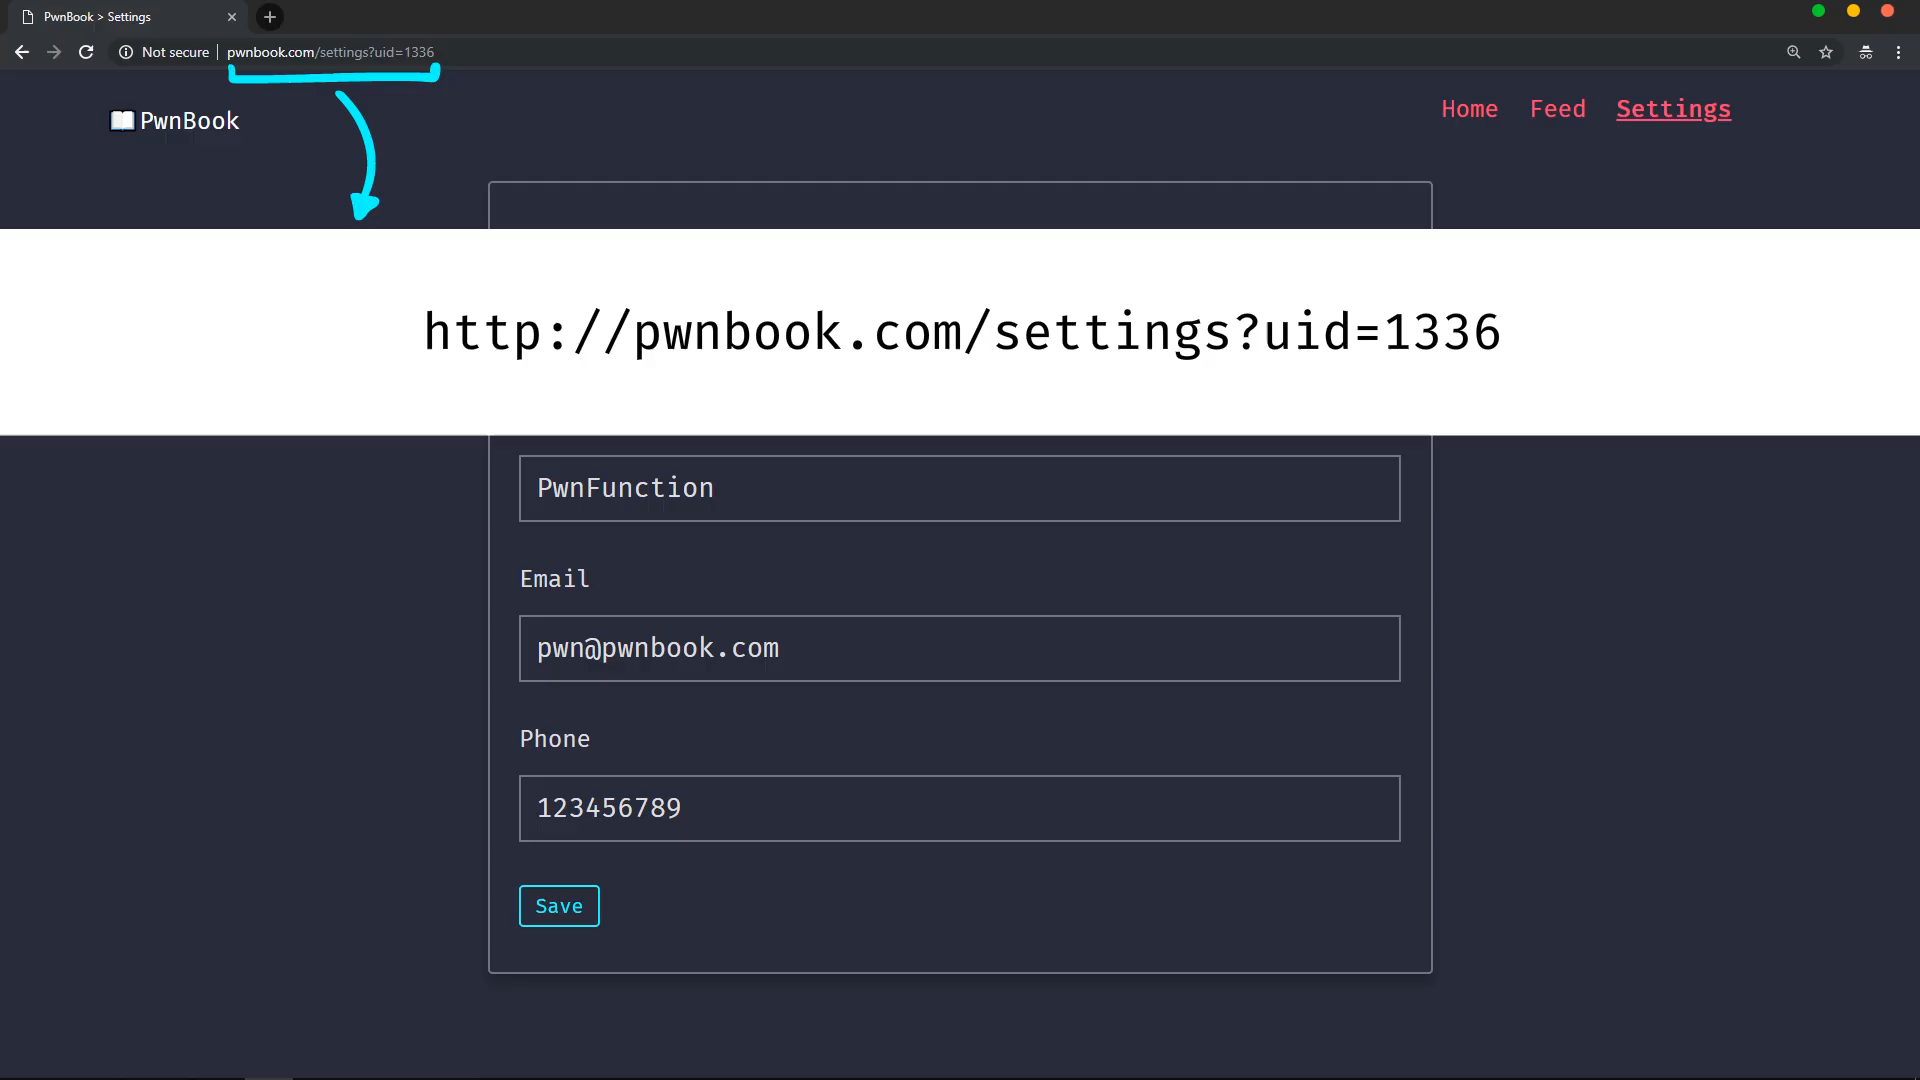 PwnBook > Settings
Not secure | pwnbook.com/settings?uid=1336
PwnBook
Home Feed Settings
http://pwnbook.com/settings?uid=1336
PwnFunction
Email
pwn@pwnbook.com
Phone
123456789
Save